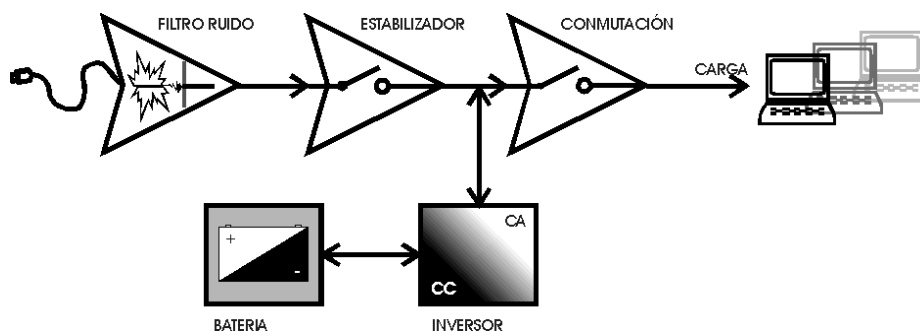 FILTRO RUIDO
ESTABILIZADOR
CONMUTACIÓN
CARGA
CA
+
-
CC
BATERIA
INVERSOR